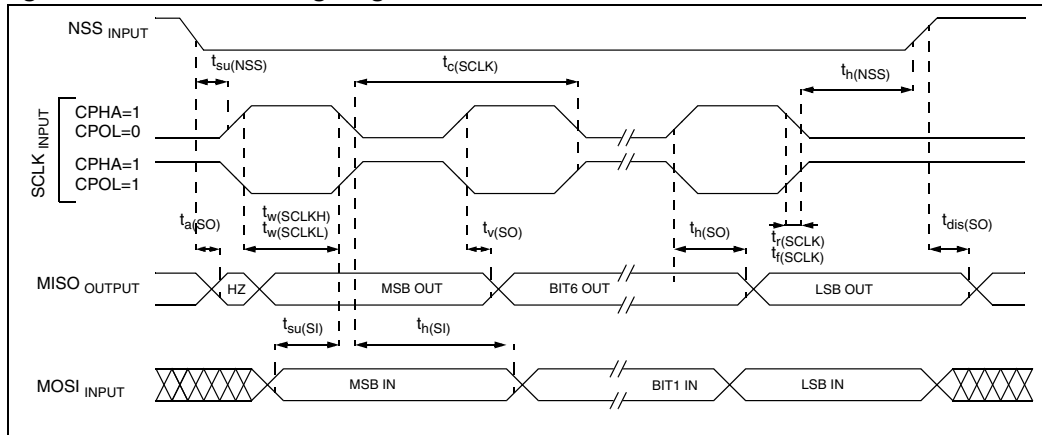 NSS INPUT
tsu(NSS)
tc(SCLK)
th(NSS)
SCLK INPUT
CPHA=1
CPOL=0
CPHA=1
CPOL=1
ta(SO)
tw(SCLKH)
tw(SCLKL)
tv(SO)
th(SO)
tr(SCLK)
tf(SCLK)
tdis(SO)
MISO OUTPUT
HZ
MSB OUT
BIT6 OUT
LSB OUT
tsu(SI)
th(SI)
MOSI INPUT
MSB IN
BIT1 IN
LSB IN